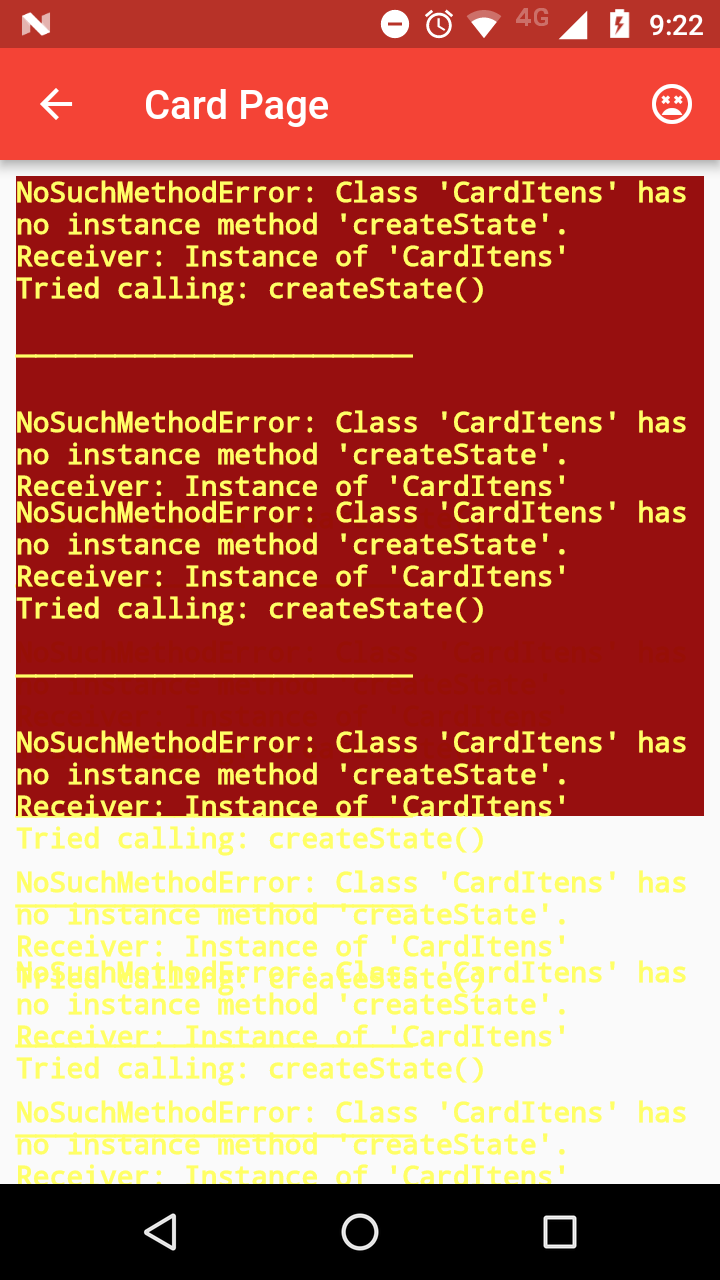 4G 9:22
Card Page
NoSuchMethodError: Class 'CardItens' has
no instance method 'createState'.
Receiver: Instance of 'CardItens'
Tried calling: createState()
NoSuchMethodError: Class 'CardItens' has
no instance method 'createState'.
Receiver: Instance of 'CardItens'
NoSuchMethodError: Class 'CardItens' has
no instance method 'createState'.
Receiver: Instance of 'CardItens'
Tried calling: createState()
NoSuchMethodError: Class 'CardItens' has
no instance method 'createState'.
Receiver: Instance of 'CardItens'
Tried calling: createState()
NoSuchMethodError: Class 'CardItens' has
no instance method 'createState'.
Receiver: Instance of 'CardItens'
NoSuchMethodError: Class 'CardItens' has
Tried calling: createState()
no instance method 'createState'.
Receiver: Instance of 'CardItens'
Tried calling: createState()
NoSuchMethodError: Class 'CardItens' has
no instance method 'createState'.
Receiver: Instance of 'CardItens'